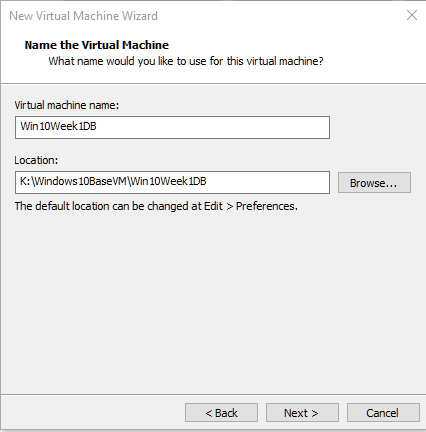 New Virtual Machine Wizard
Name the Virtual Machine
What name would you like to use for this virtual machine?
Virtual machine name:
Win10Week1DB
Location:
K:\Windows10BaseVM\Win10Week1DB
Browse...
The default location can be changed at Edit > Preferences.
< Back
Next >
Cancel